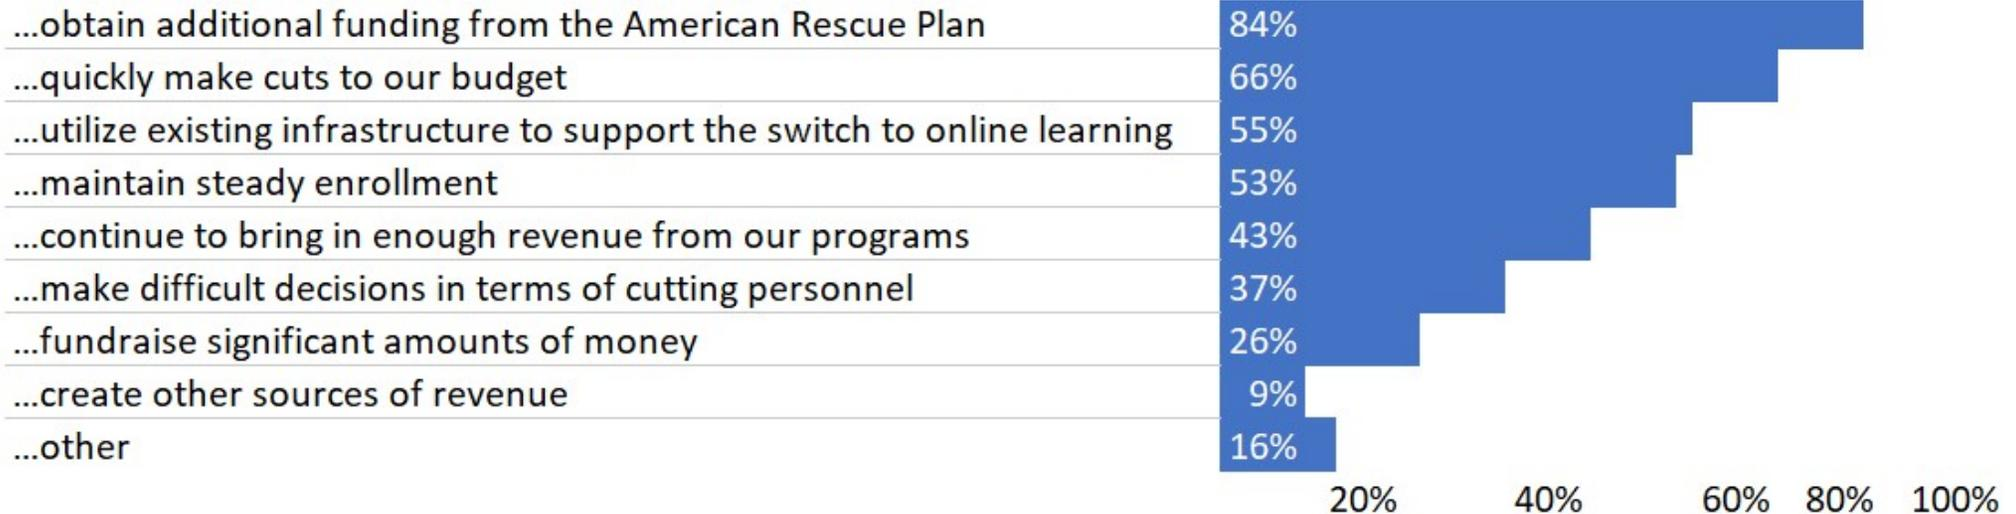 ...obtain additional funding from the American Rescue Plan 84%
...quickly make cuts to our budget 66%
...utilize existing infrastructure to support the switch to online learning 55%
...maintain steady enrollment 53%
...continue to bring in enough revenue from our programs 43%
...make difficult decisions in terms of cutting personnel 37%
...fundraise significant amounts of money 26%
...create other sources of revenue 9%
...other 16%
20% 40% 60% 80% 100%